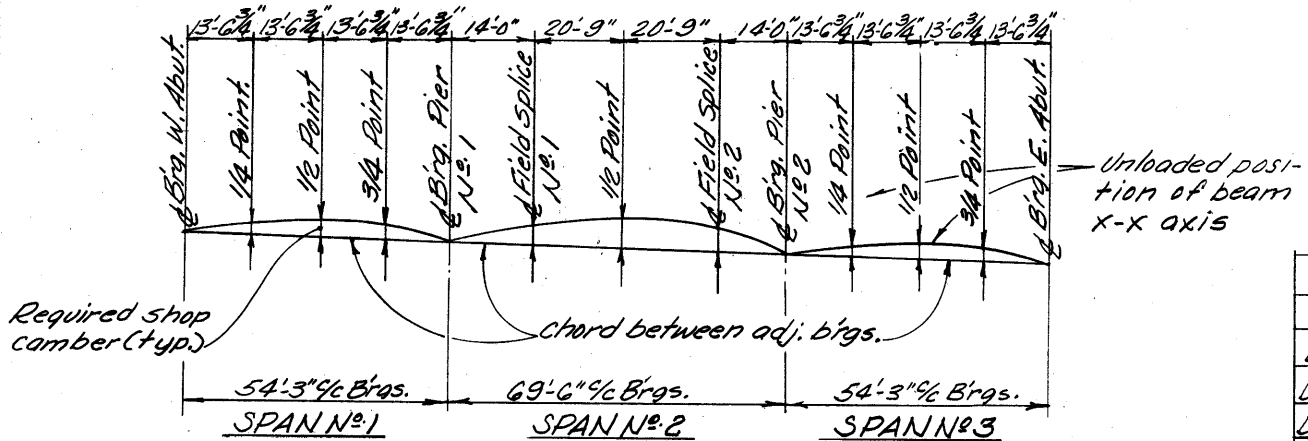 13'-6¾" 13'-6¾" 13'-6¾" 13'-6¾" 14'-0" 20'-9" 20'-9" 14'-0" 13'-6¾" 13'-6¾" 13'-6¾ 13'-6¾"
℄ Brg. W. Abut.
1/4 Point.
1/2 Point
3/4 Point
℄ Brg. Pier
Nº 1
℄ Field Splice
Nº 1
1/2 Point
℄ Field Splice
Nº 2
℄ Brg. Pier
Nº 2
1/4 Point
1/2 Point
3/4 Point
℄ Brg. E. Abut.
Unloaded posi-
tion of beam
x-x axis
Required shop
camber (typ.)
chord between adj. b'rgs.
54'-3" c/c B'rgs.
69'-6" c/c B'rgs.
54'-3" c/c B'rgs.
SPAN Nº 1
SPAN Nº 2
SPAN Nº 3